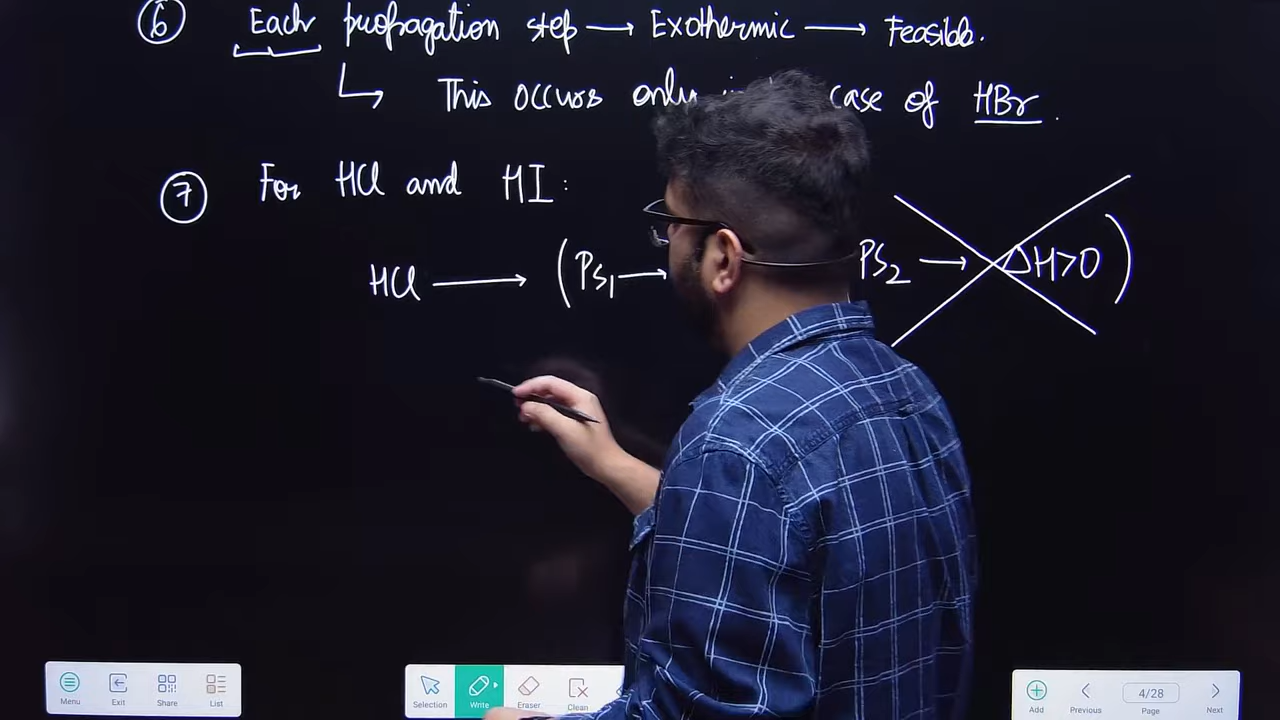 ⑥ Each propagation step → Exothermic → Feasible.
↳ This occurs only case of HBr.
⑦ For HCl and HI:
HCl → (PS₁ → PS₂ → ΔH>0)
Menu Exit Share List Selection Write Eraser Clean Add Previous 4/28 Page Next